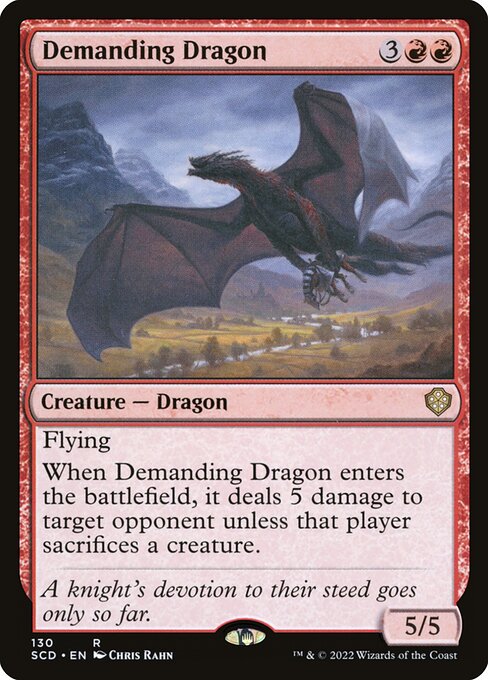 Demanding Dragon 3
Creature — Dragon
Flying
When Demanding Dragon enters
the battlefield, it deals 5 damage to
target opponent unless that player
sacrifices a creature.
A knight's devotion to their steed goes
only so far.
5/5
130 R
SCD • EN Chris Rahn
™ & © 2022 Wizards of the Coast